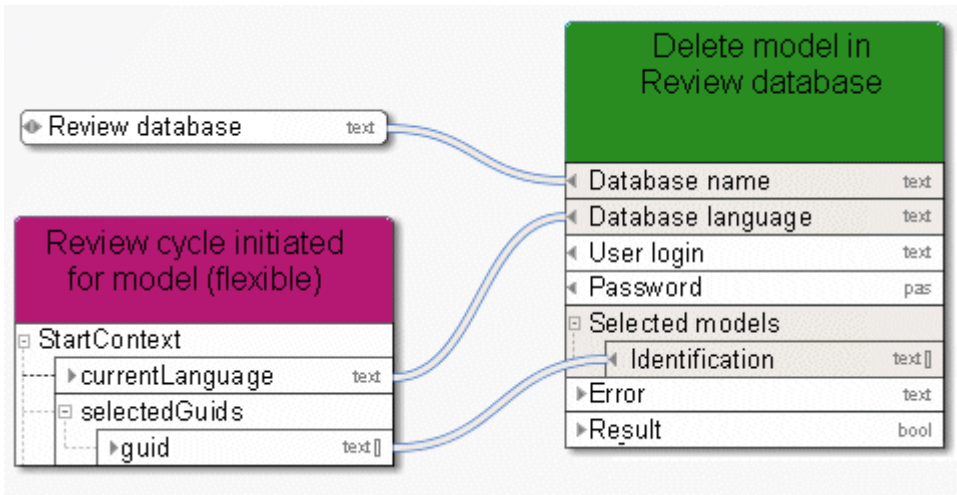 Review database text
Review cycle initiated
for model (flexible)
StartContext
currentLanguage text
selectedGuids
guid text[]
Delete model in
Review database
Database name text
Database language text
User login text
Password pas
Selected models
Identification text[]
Error text
Result bool